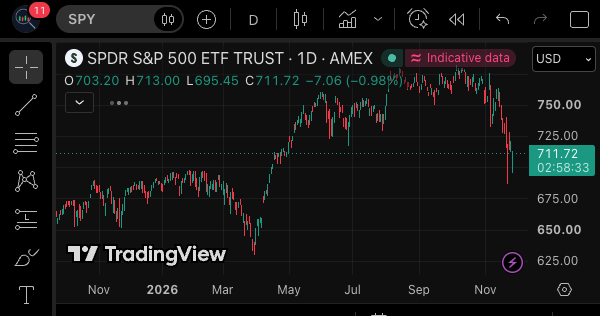 11
SPY
D
$ SPDR S&P 500 ETF TRUST · 1D · AMEX
≈ Indicative data
USD
O703.20 H713.00 L695.45 C711.72 −7.06 (−0.98%)
750.00
725.00
711.72
02:58:33
675.00
650.00
625.00
TradingView
Nov 2026 Mar May Jul Sep Nov
T